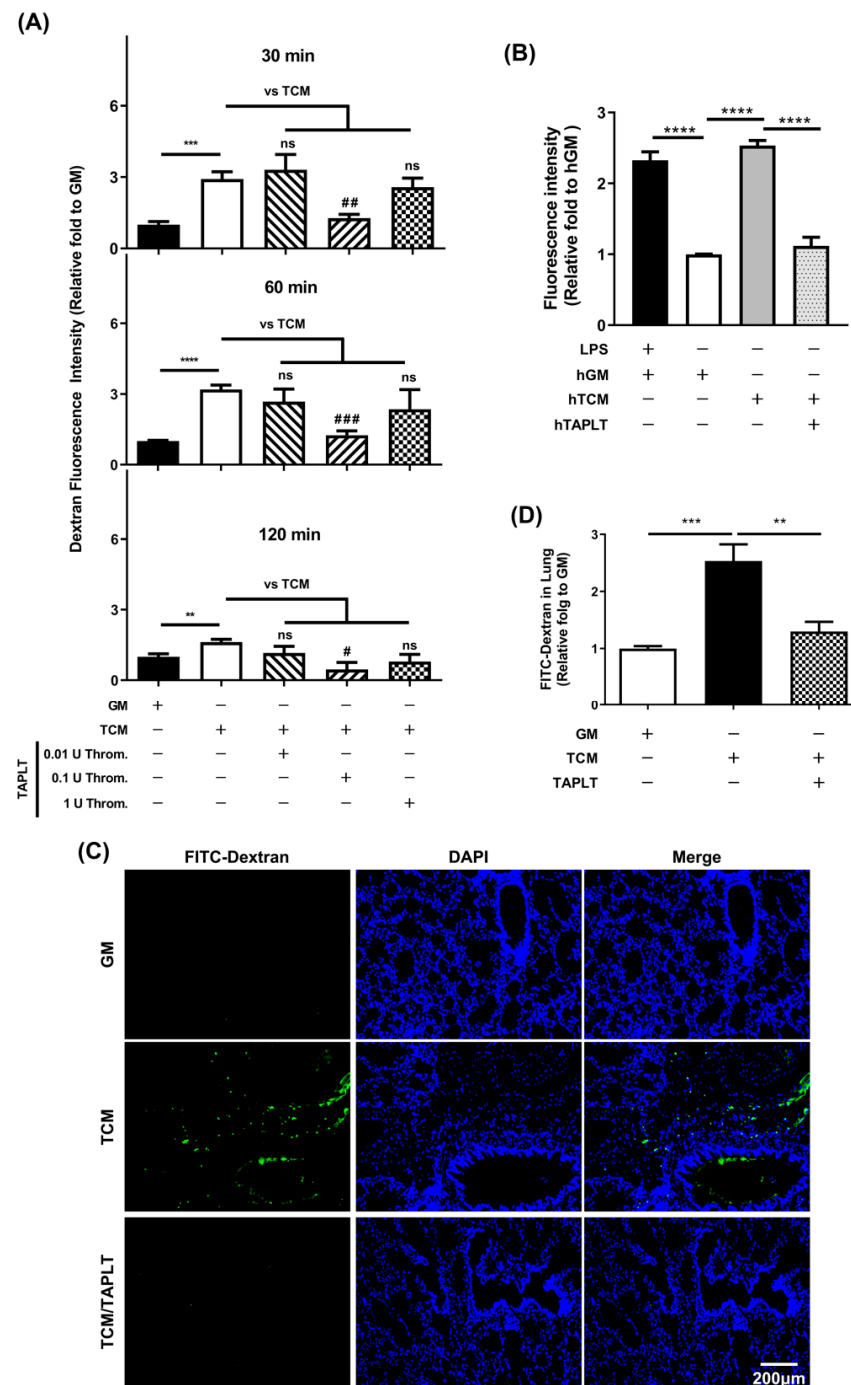 (A)
30 min
vs TCM
***
ns
##
ns
6
3
0
60 min
vs TCM
****
ns
###
ns
6
3
0
120 min
vs TCM
**
ns
#
ns
6
3
0
Dextran Fluorescence Intensity (Relative fold to GM)
GM + – – – –
TCM – + + + +
TAPLT
0.01 U Throm. – – + – –
0.1 U Throm. – – – + –
1 U Throm. – – – – +
(B)
Fluorescence intensity
(Relative fold to hGM )
3
2
1
0
**** **** ****
LPS + – – –
hGM + + – –
hTCM – – + +
hTAPLT – – – +
(D)
FITC-Dextran in Lung
(Relative folg to GM)
3
2
1
0
*** **
GM + – –
TCM – + +
TAPLT – – +
(C)
FITC-Dextran DAPI Merge
GM
TCM
TCM/TAPLT
200μm